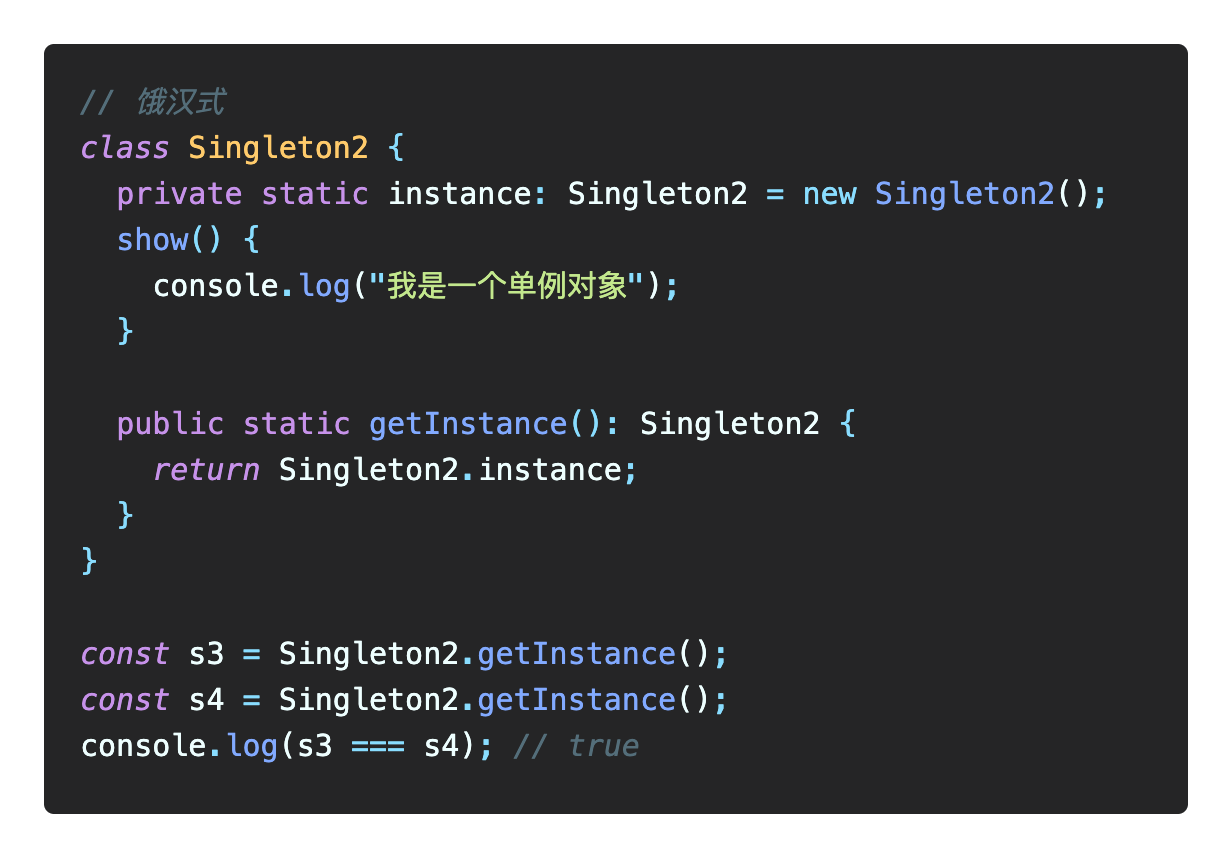 // 饿汉式
class Singleton2 {
  private static instance: Singleton2 = new Singleton2();
  show() {
    console.log("我是一个单例对象");
  }

  public static getInstance(): Singleton2 {
    return Singleton2.instance;
  }
}

const s3 = Singleton2.getInstance();
const s4 = Singleton2.getInstance();
console.log(s3 === s4); // true